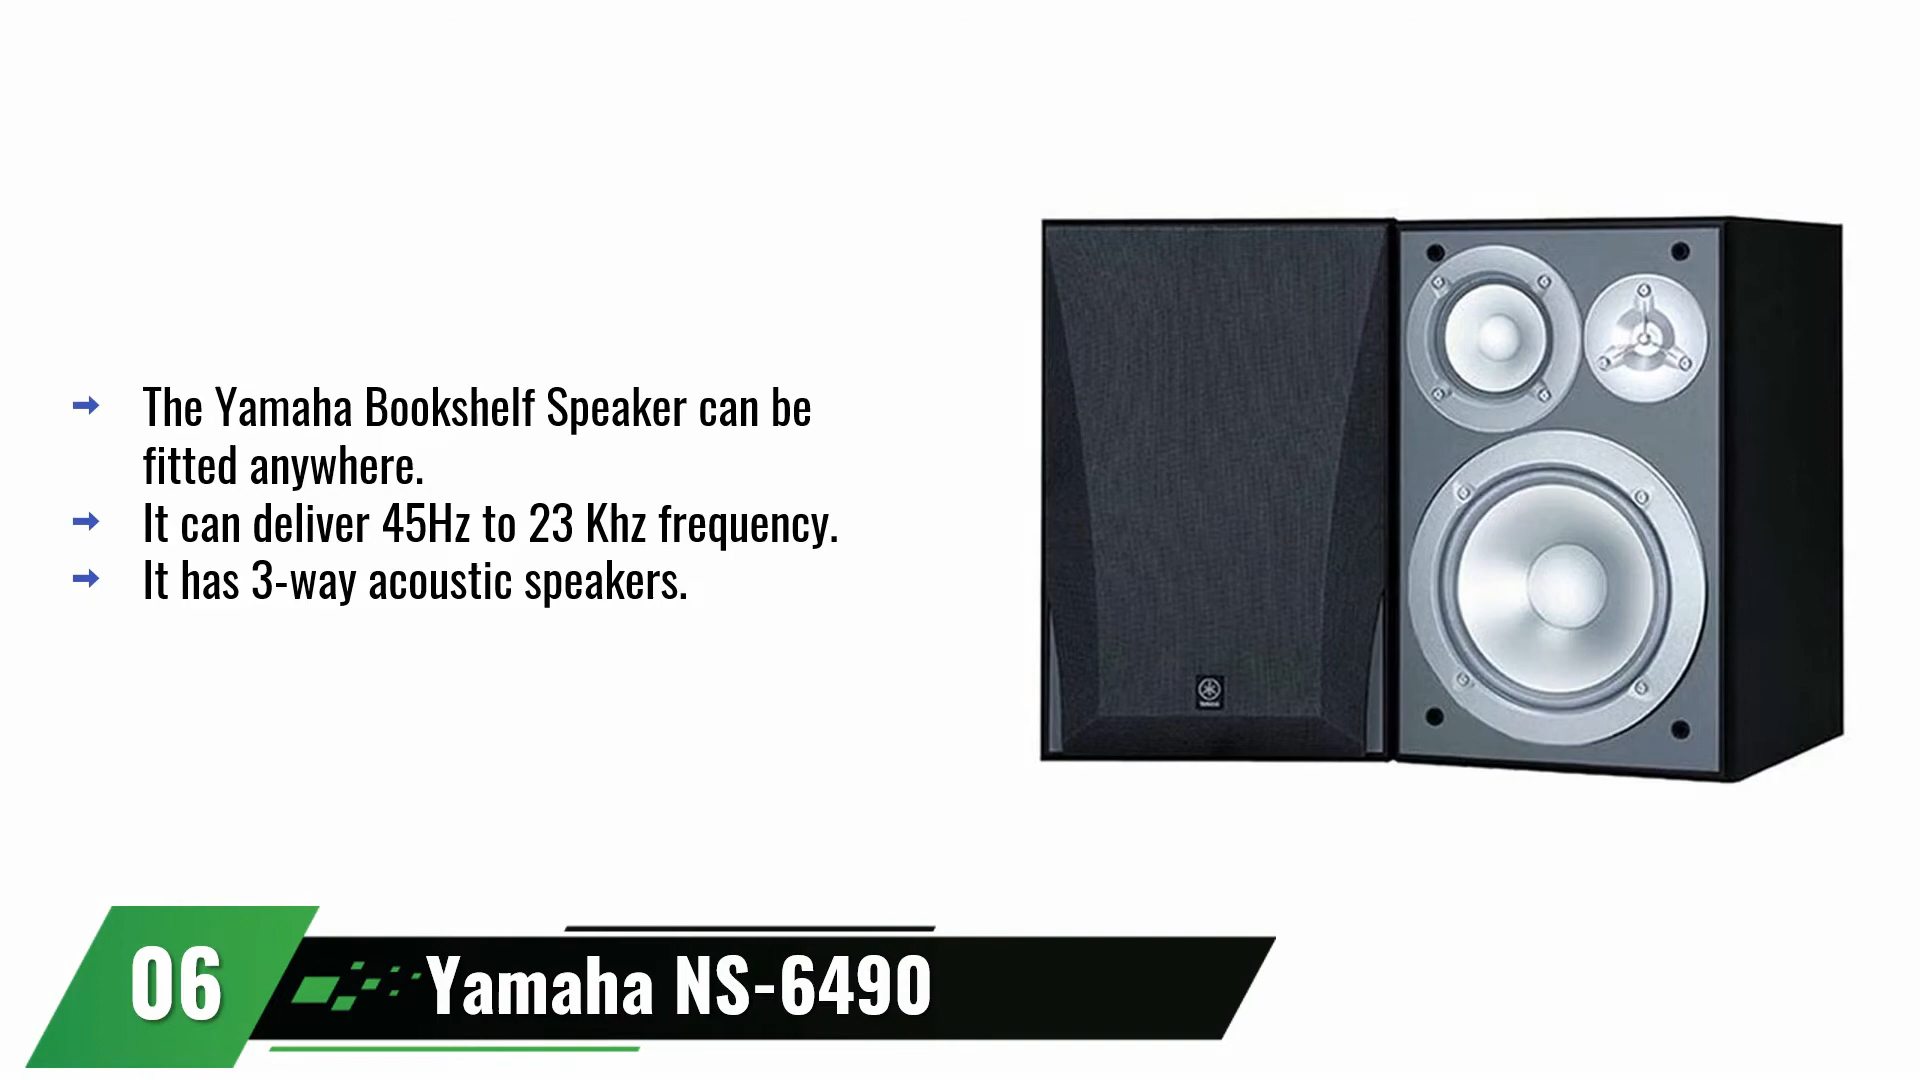 The Yamaha Bookshelf Speaker can be
fitted anywhere.
It can deliver 45Hz to 23 Khz frequency.
It has 3-way acoustic speakers.
YAMAHA
06
Yamaha NS-6490